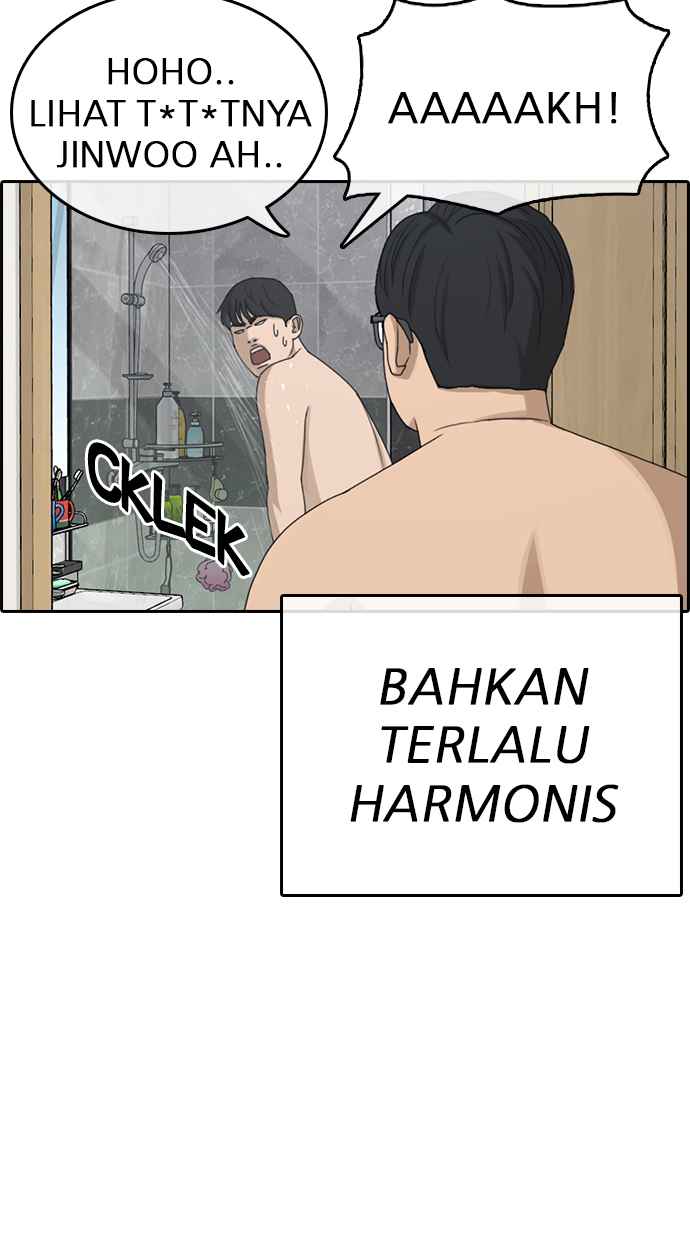 HOHO..
LIHAT T*T*TNYA
JINWOO AH..
AAAAAKH!
CKLEK
BAHKAN
TERLALU
HARMONIS